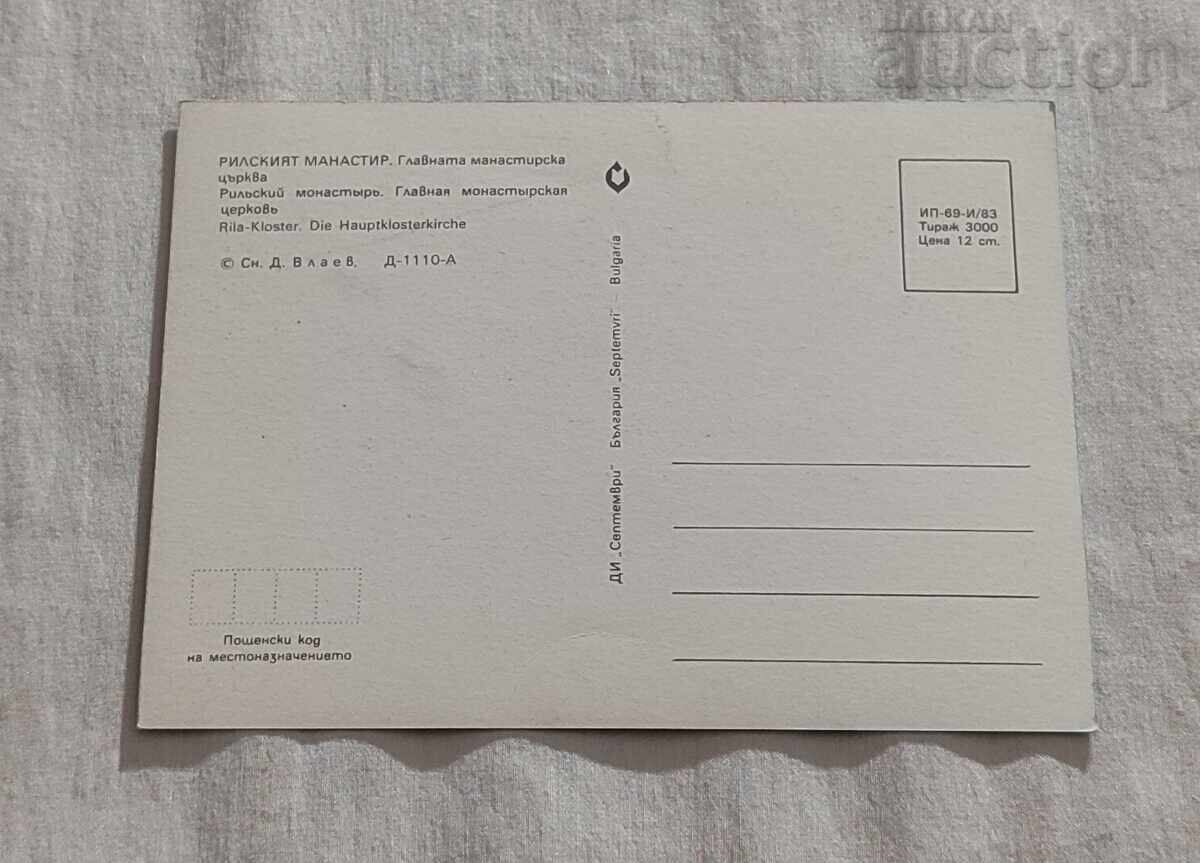 BALKAN
auction
РИЛСКИЯТ МАНАСТИР. Главната манастирска
църква
Рильский монастырь. Главная монастырская
церковь
Rila-Kloster. Die Hauptklosterkirche
© Сн. Д. Влаев, Д-1110-А
ДИ „Септември" България „Septemvri" – Bulgaria
ИП-69-И/83
Тираж 3000
Цена 12 ст.
Пощенски код
на местоназначението